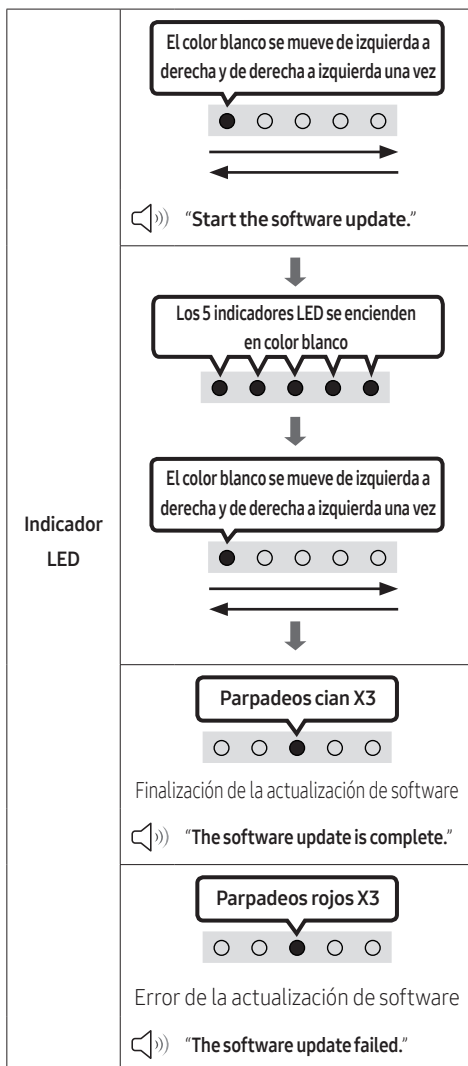 El color blanco se mueve de izquierda a
derecha y de derecha a izquierda una vez
“Start the software update.”
Los 5 indicadores LED se encienden
en color blanco
El color blanco se mueve de izquierda a
derecha y de derecha a izquierda una vez
Indicador
LED
Parpadeos cian X3
Finalización de la actualización de software
“The software update is complete.”
Parpadeos rojos X3
Error de la actualización de software
“The software update failed.”